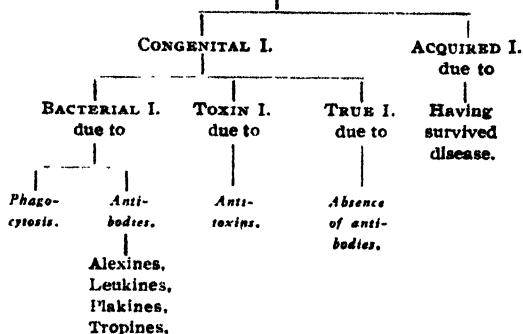 CONGENITAL I.
ACQUIRED I.
due to
BACTERIAL I.
due to
TOXIN I.
due to
TRUE I.
due to
Having
survived
disease.
Phago-
cytosis.
Anti-
bodies.
Anti-
toxins.
Absence
of anti-
bodies.
Alexines,
Leukines,
Plakines,
Tropines.